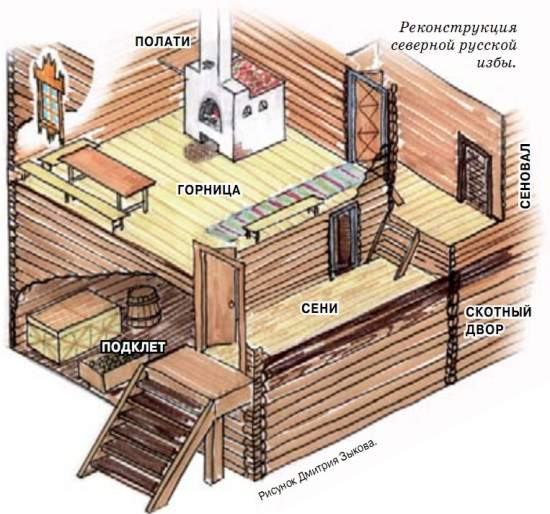 Реконструкция
северной русской
избы.
ПОЛАТИ
ГОРНИЦА
СЕНОВАЛ
СЕНИ
СКОТНЫЙ
ДВОР
ПОДКЛЕТ
Рисунок Дмитрия Зыкова.